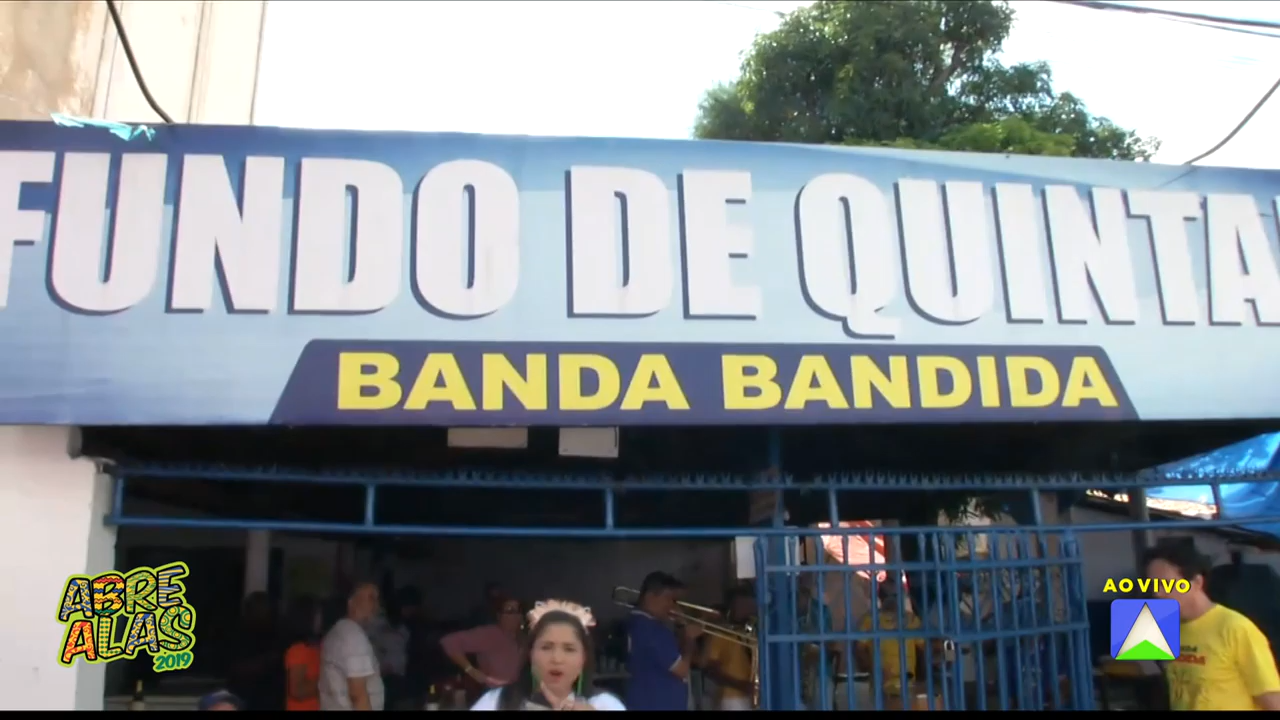 FUNDO DE QUINTA
BANDA BANDIDA
ABRE
ALAS
2019
AO VIVO